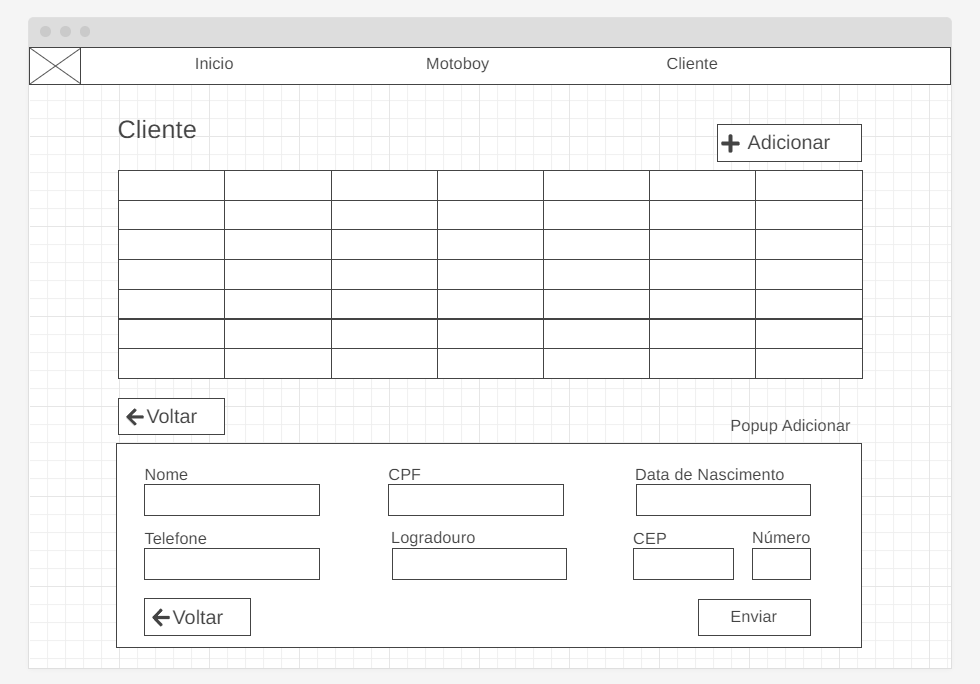 Inicio Motoboy Cliente
Cliente
Adicionar
Voltar
Popup Adicionar
Nome CPF Data de Nascimento
Telefone Logradouro CEP Número
Voltar Enviar